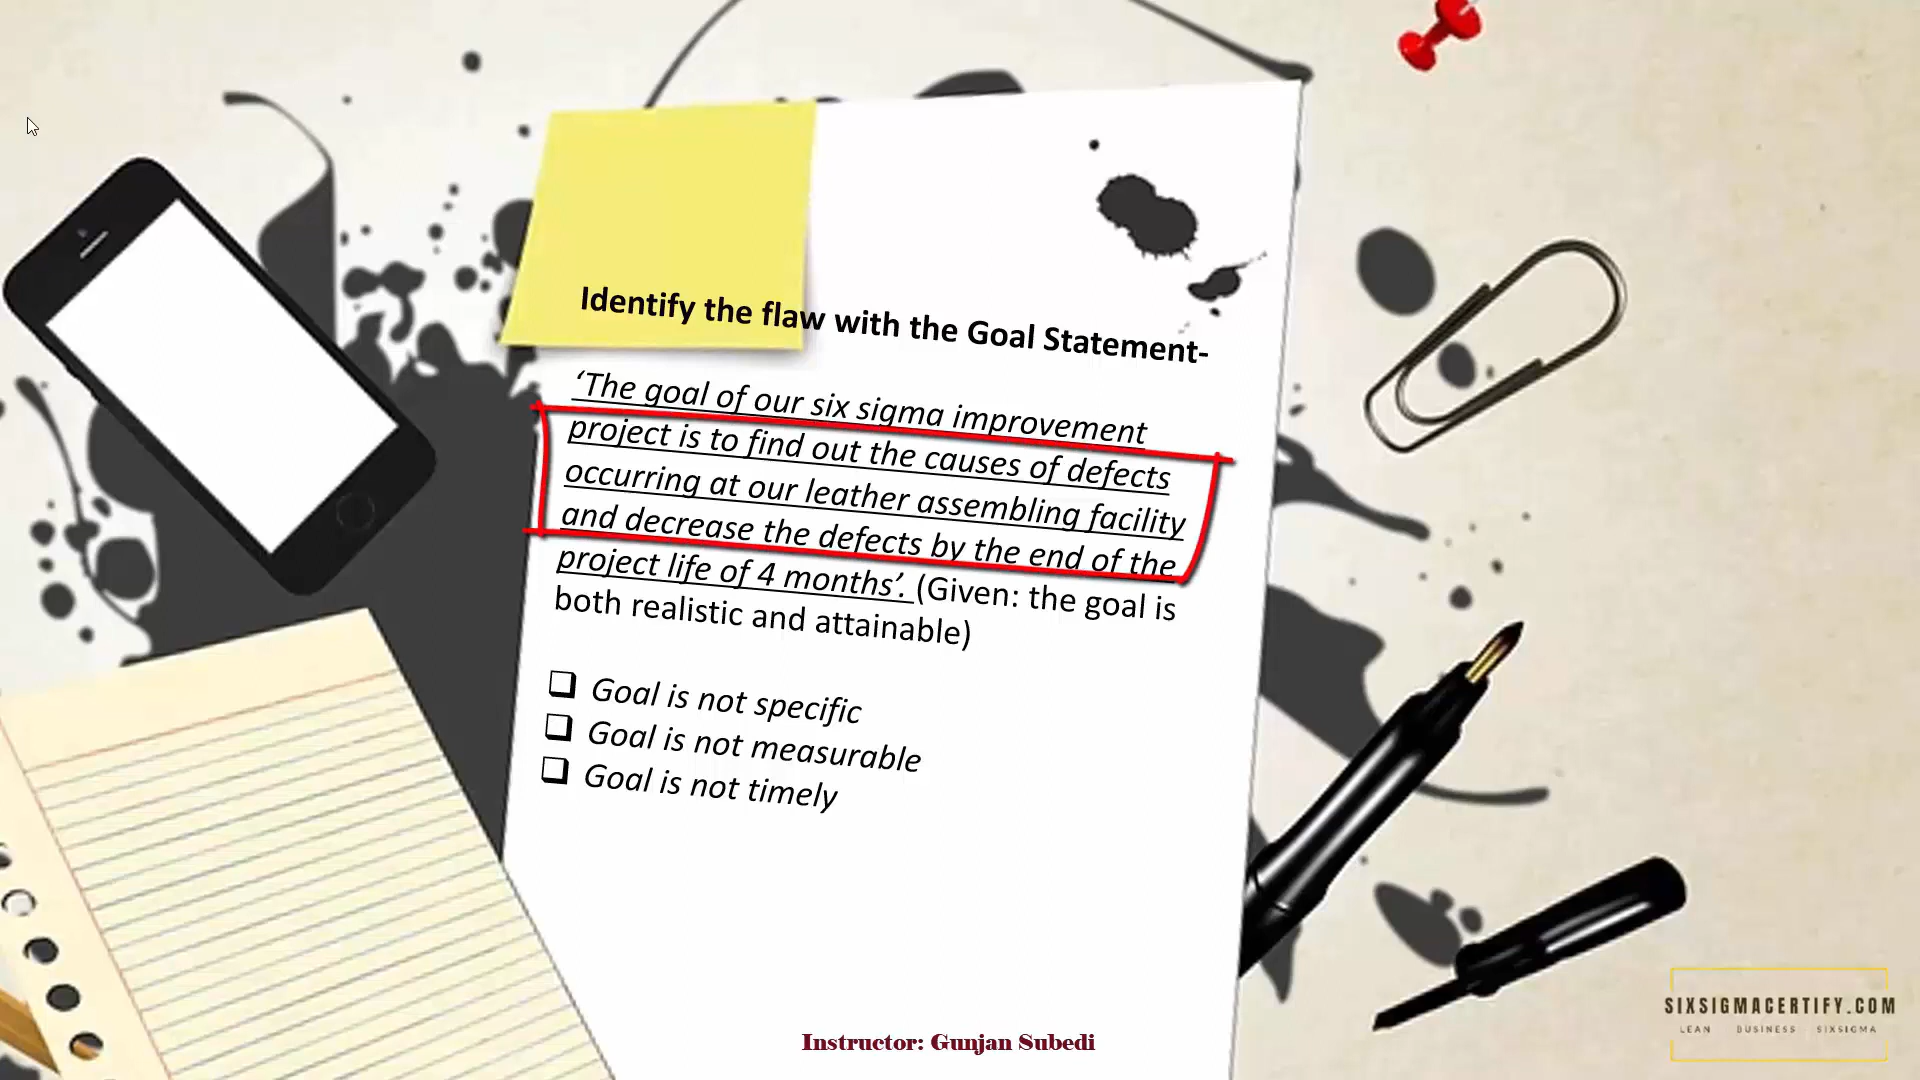 Identify the flaw with the Goal Statement-
‘The goal of our six sigma improvement
project is to find out the causes of defects
occurring at our leather assembling facility
and decrease the defects by the end of the
project life of 4 months’. (Given: the goal is
both realistic and attainable)
Goal is not specific
Goal is not measurable
Goal is not timely
Instructor: Gunjan Subedi
SIXSIGMACERTIFY.COM
LEAN BUSINESS SIXSIGMA